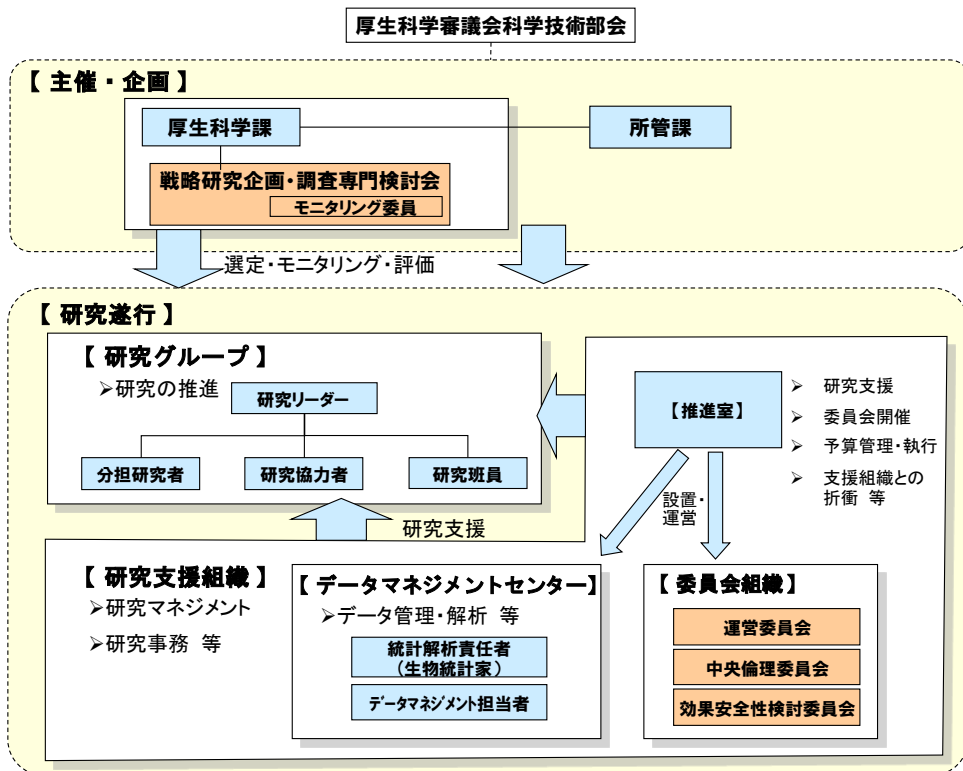 厚生科学審議会科学技術部会
【 主催・企画 】
厚生科学課
所管課
戦略研究企画・調査専門検討会
モニタリング委員
選定・モニタリング・評価
【 研究遂行 】
【 研究グループ 】
➢研究の推進
研究リーダー
分担研究者
研究協力者
研究班員
【推進室】
➢ 研究支援
➢ 委員会開催
➢ 予算管理・執行
➢ 支援組織との
折衝 等
設置・
運営
研究支援
【 研究支援組織 】
➢研究マネジメント
➢研究事務 等
【 データマネジメントセンター】
➢データ管理・解析 等
統計解析責任者
（生物統計家）
データマネジメント担当者
【 委員会組織 】
運営委員会
中央倫理委員会
効果安全性検討委員会